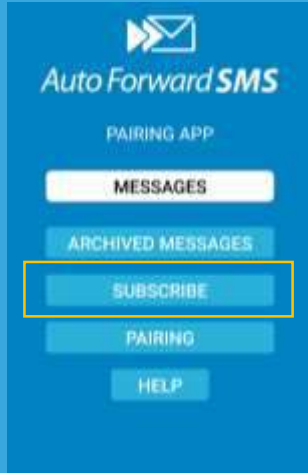 Auto Forward SMS
PAIRING APP
MESSAGES
ARCHIVED MESSAGES
SUBSCRIBE
PAIRING
HELP